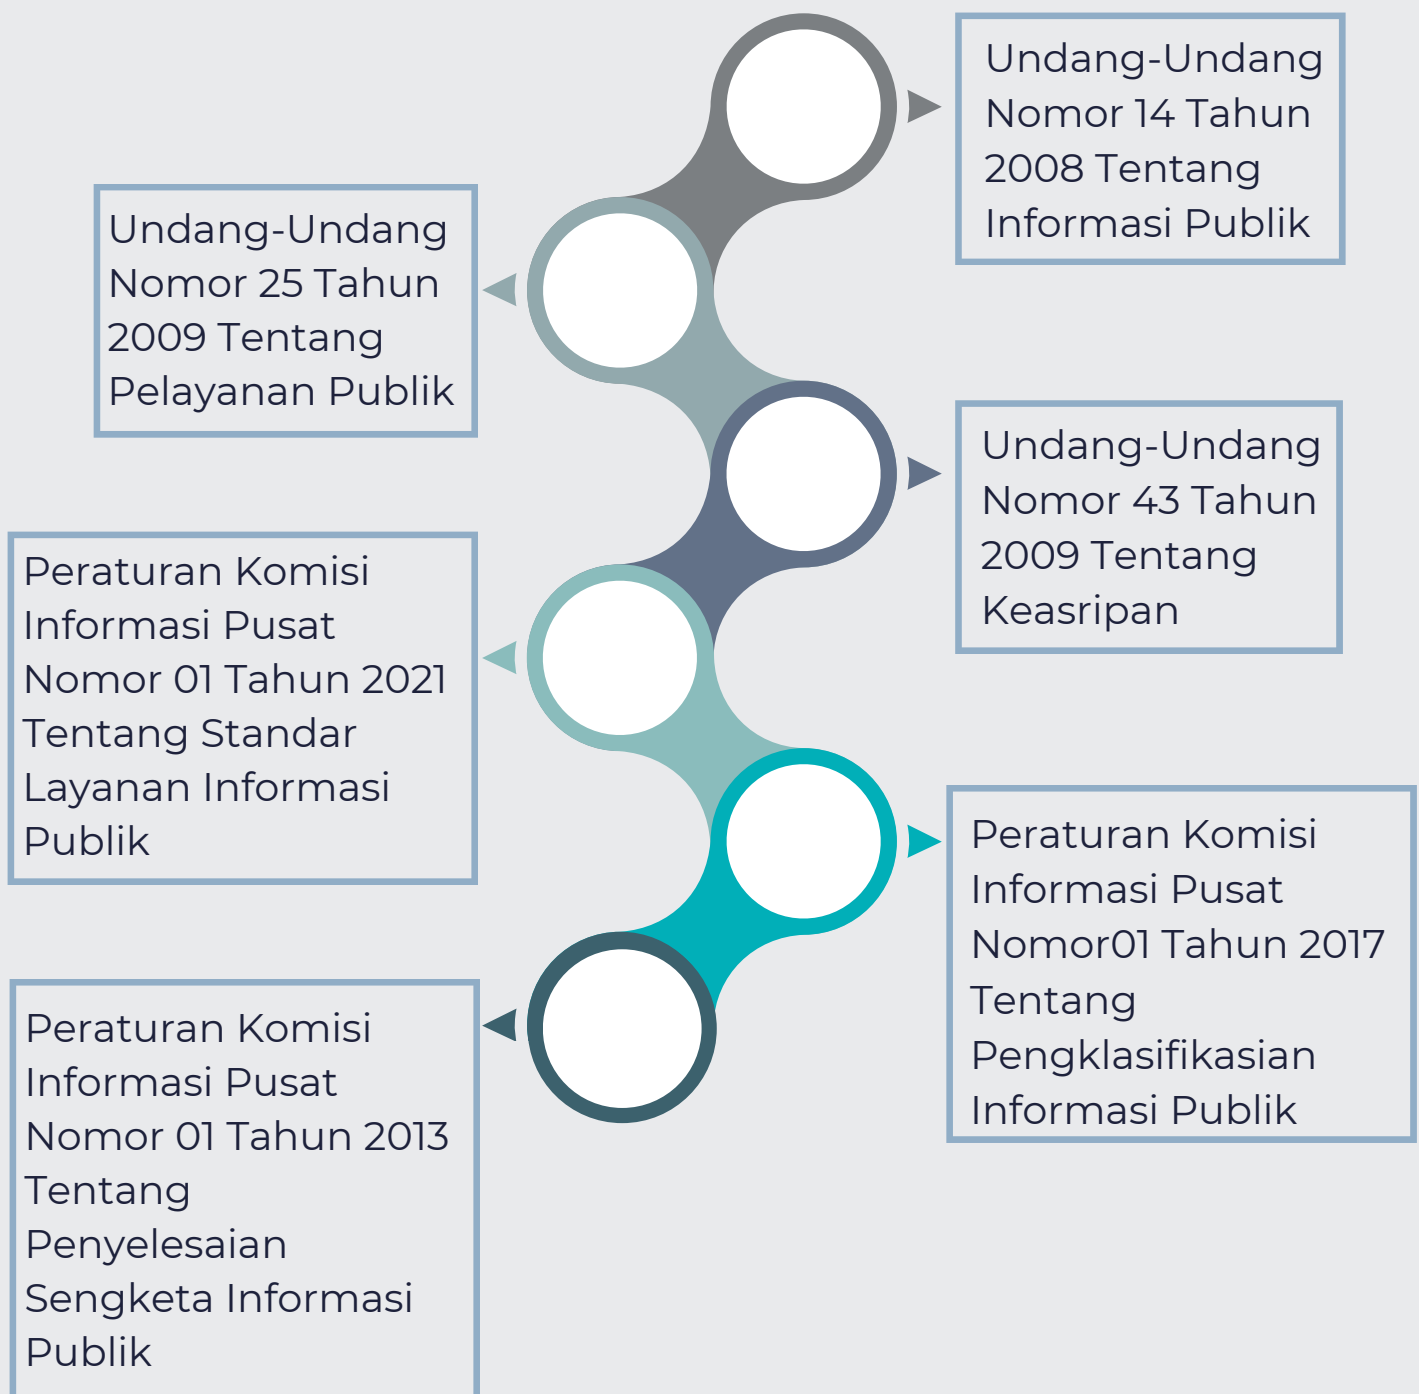 Undang-Undang
Nomor 14 Tahun
2008 Tentang
Informasi Publik
Undang-Undang
Nomor 25 Tahun
2009 Tentang
Pelayanan Publik
Undang-Undang
Nomor 43 Tahun
2009 Tentang
Keasripan
Peraturan Komisi
Informasi Pusat
Nomor 01 Tahun 2021
Tentang Standar
Layanan Informasi
Publik
Peraturan Komisi
Informasi Pusat
Nomor01 Tahun 2017
Tentang
Pengklasifikasian
Informasi Publik
Peraturan Komisi
Informasi Pusat
Nomor 01 Tahun 2013
Tentang
Penyelesaian
Sengketa Informasi
Publik